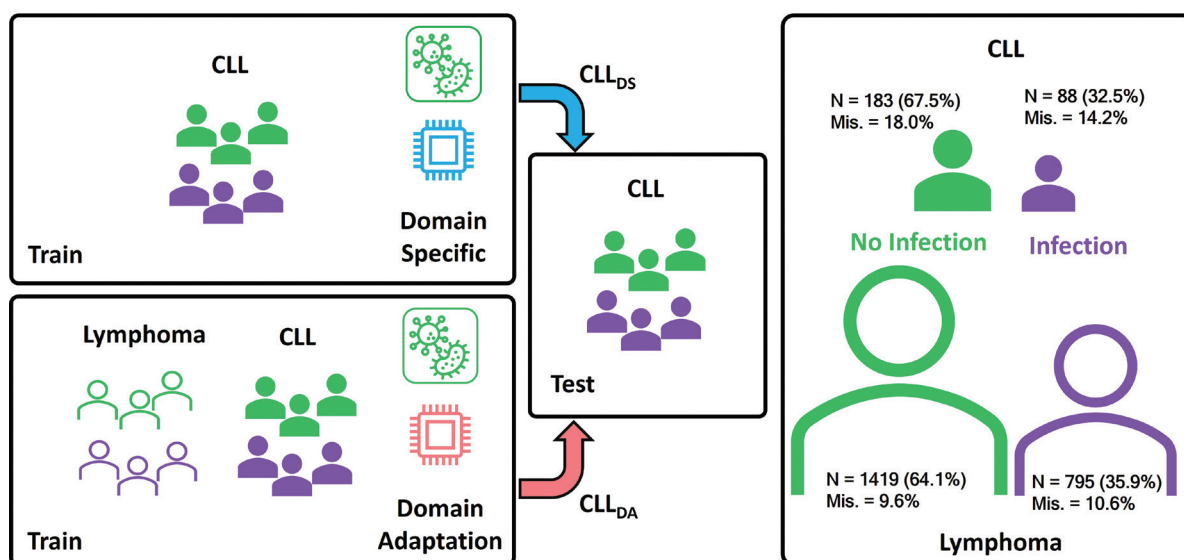 CLL
Domain
Specific
Train
CLL_DS
Lymphoma
CLL
Domain
Adaptation
Train
CLL_DA
CLL
Test
CLL
N = 183 (67.5%)
Mis. = 18.0%
N = 88 (32.5%)
Mis. = 14.2%
No Infection
Infection
N = 1419 (64.1%)
Mis. = 9.6%
N = 795 (35.9%)
Mis. = 10.6%
Lymphoma